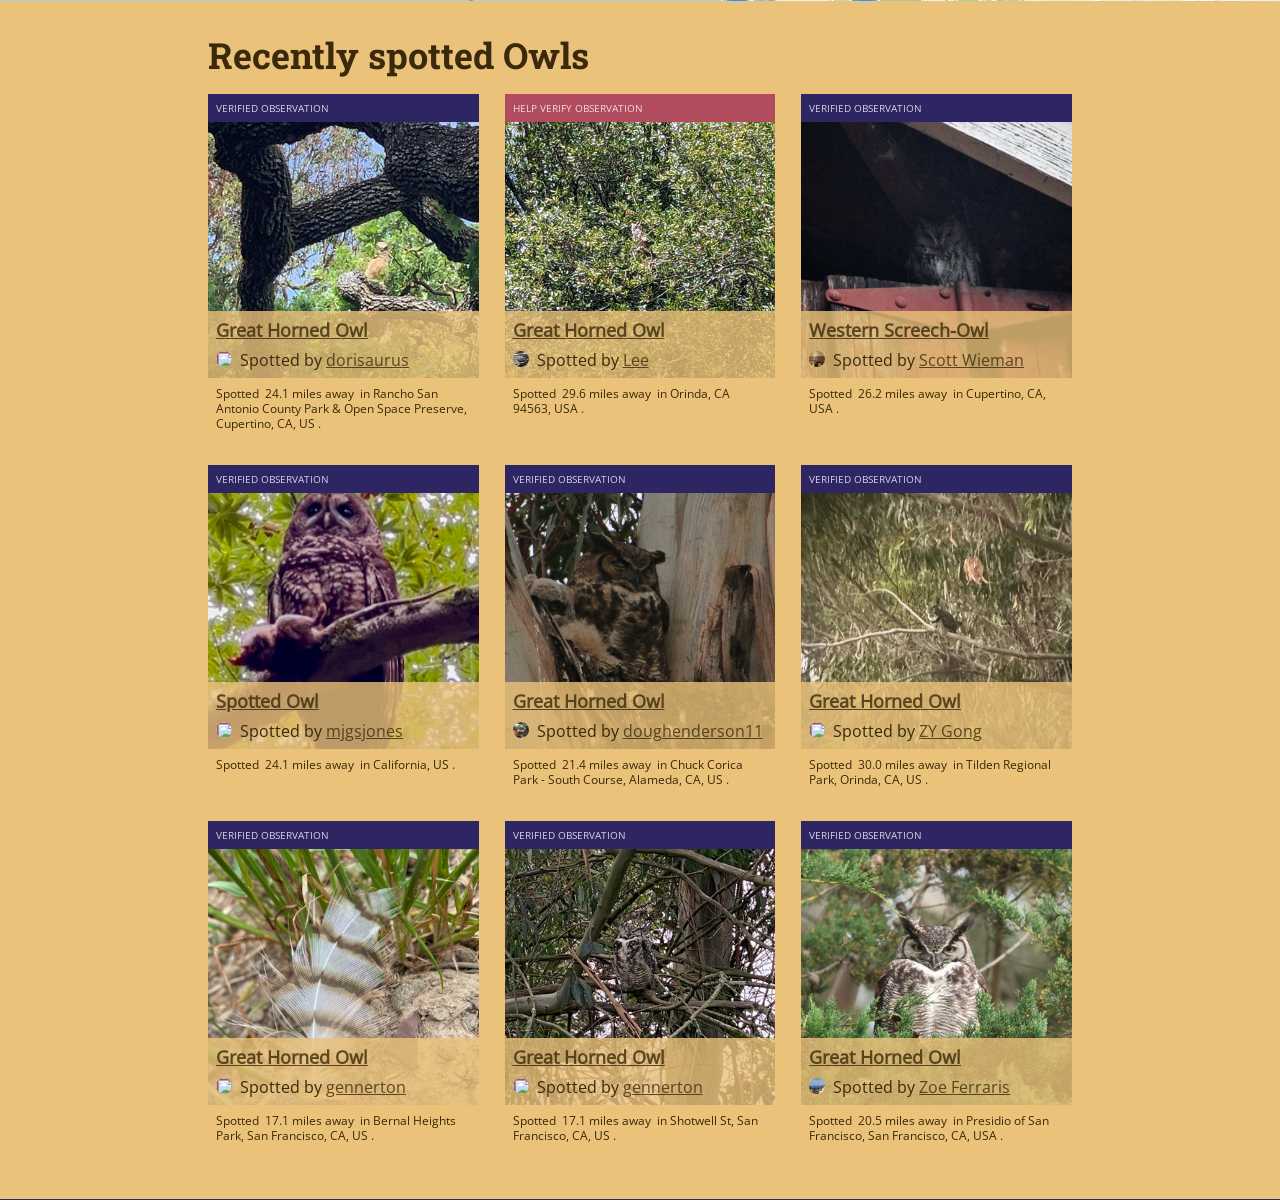 Recently spotted Owls
VERIFIED OBSERVATION
Great Horned Owl
Spotted by dorisaurus
Spotted 24.1 miles away in Rancho San
Antonio County Park & Open Space Preserve,
Cupertino, CA, US .
HELP VERIFY OBSERVATION
Great Horned Owl
Spotted by Lee
Spotted 29.6 miles away in Orinda, CA
94563, USA .
VERIFIED OBSERVATION
Western Screech-Owl
Spotted by Scott Wieman
Spotted 26.2 miles away in Cupertino, CA,
USA .
VERIFIED OBSERVATION
Spotted Owl
Spotted by mjgsjones
Spotted 24.1 miles away in California, US .
VERIFIED OBSERVATION
Great Horned Owl
Spotted by doughenderson11
Spotted 21.4 miles away in Chuck Corica
Park - South Course, Alameda, CA, US .
VERIFIED OBSERVATION
Great Horned Owl
Spotted by ZY Gong
Spotted 30.0 miles away in Tilden Regional
Park, Orinda, CA, US .
VERIFIED OBSERVATION
Great Horned Owl
Spotted by gennerton
Spotted 17.1 miles away in Bernal Heights
Park, San Francisco, CA, US .
VERIFIED OBSERVATION
Great Horned Owl
Spotted by gennerton
Spotted 17.1 miles away in Shotwell St, San
Francisco, CA, US .
VERIFIED OBSERVATION
Great Horned Owl
Spotted by Zoe Ferraris
Spotted 20.5 miles away in Presidio of San
Francisco, San Francisco, CA, USA .